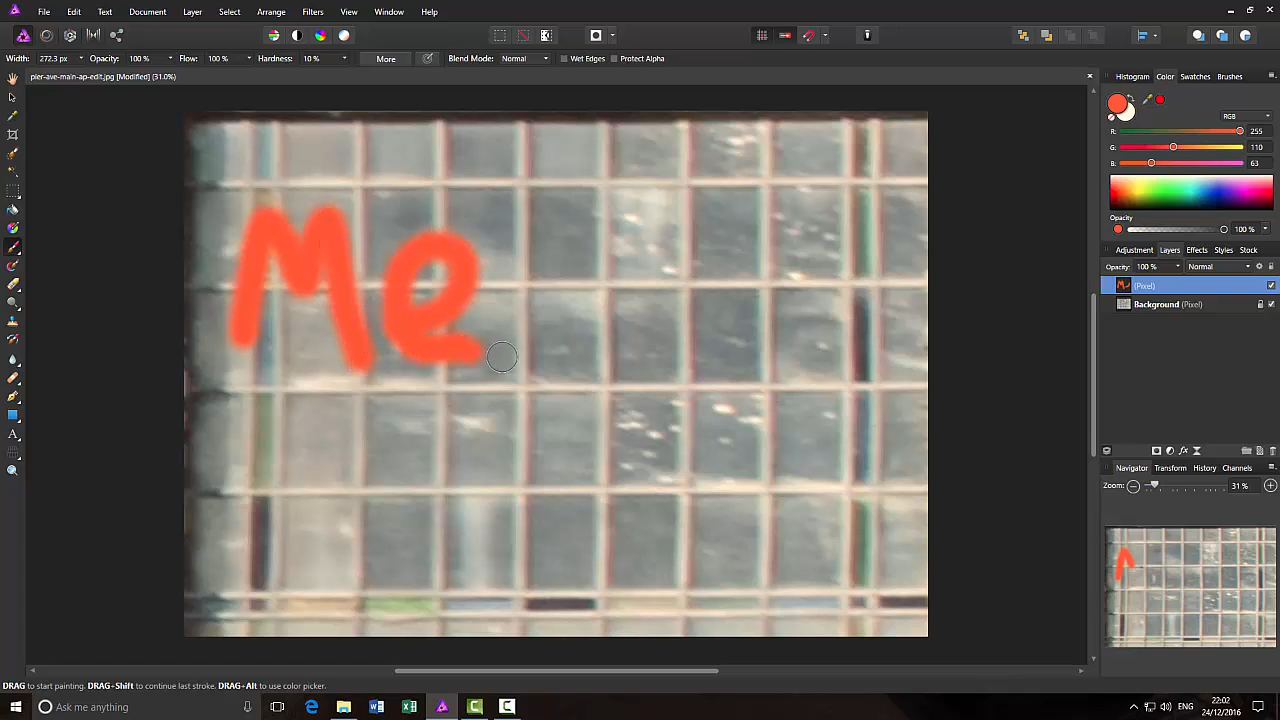 File Edit Text Document Layer Select Arrange Filters View Window Help
Width: 272.3 px Opacity: 100 % Flow: 100 % Hardness: 10 % More Blend Mode: Normal Wet Edges Protect Alpha
pier-ave-main-ap-edit.jpg [Modified] (31.0%)
Histogram Color Swatches Brushes
RGB
R: 255
G: 110
B: 63
Opacity
100 %
Adjustment Layers Effects Styles Stock
Opacity: 100 % Normal
(Pixel)
Background (Pixel)
Me
Navigator Transform History Channels
Zoom: 31 %
DRAG to start painting. DRAG+Shift to continue last stroke. DRAG+Alt to use color picker.
Ask me anything
22:02
24/12/2016